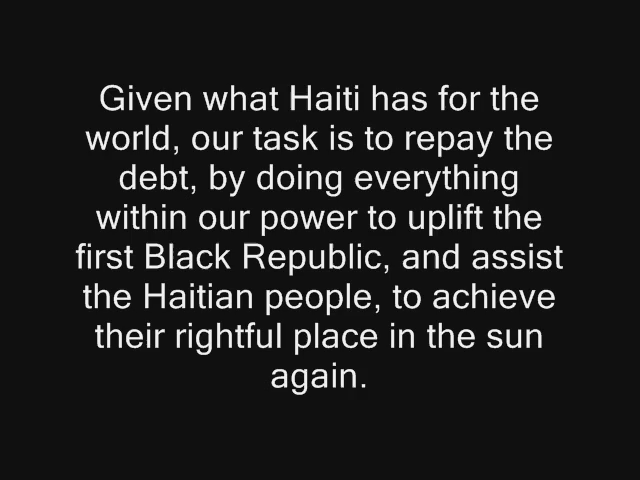 Given what Haiti has for the
world, our task is to repay the
debt, by doing everything
within our power to uplift the
first Black Republic, and assist
the Haitian people, to achieve
their rightful place in the sun
again.